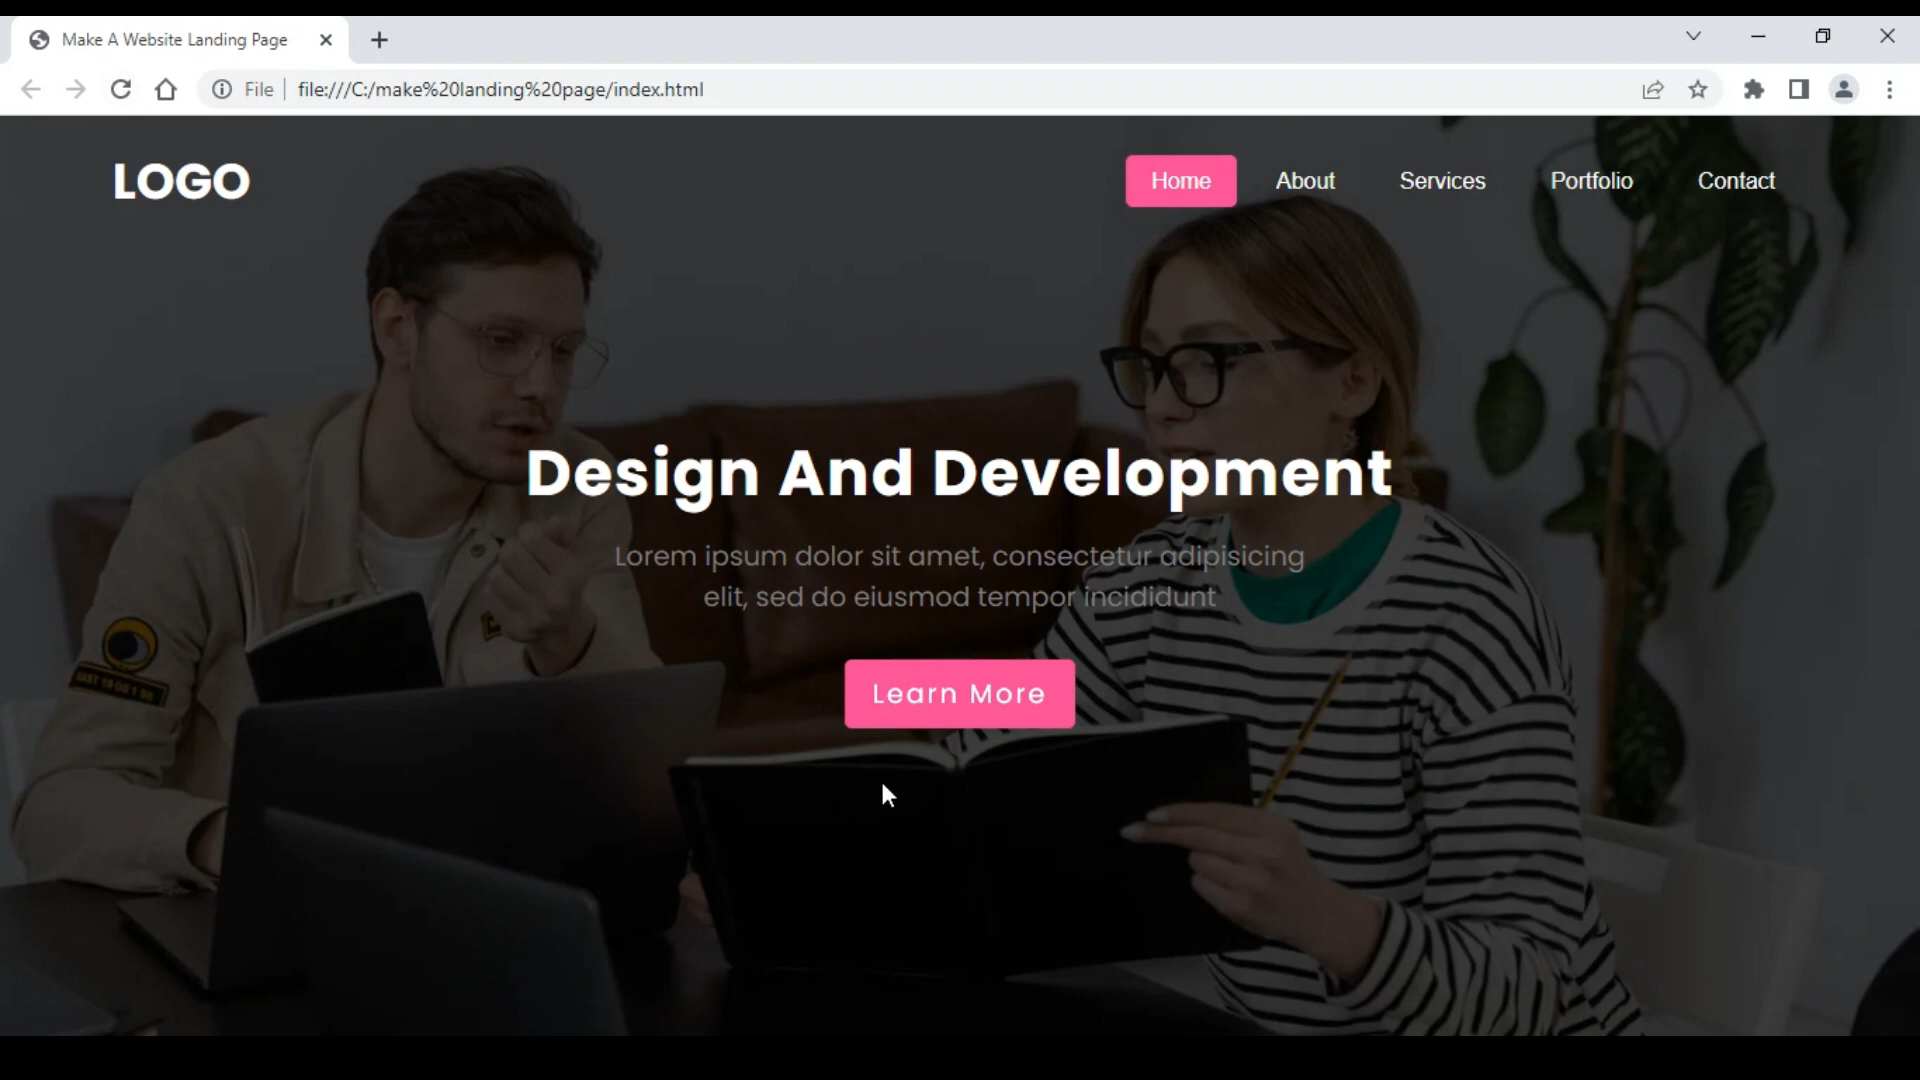 Make A Website Landing Page
File
file:///C:/make%20landing%20page/index.html
LOGO
Home
About
Services
Portfolio
Contact
Design And Development
Lorem ipsum dolor sit amet, consectetur adipisicing
elit, sed do eiusmod tempor incididunt
Learn More